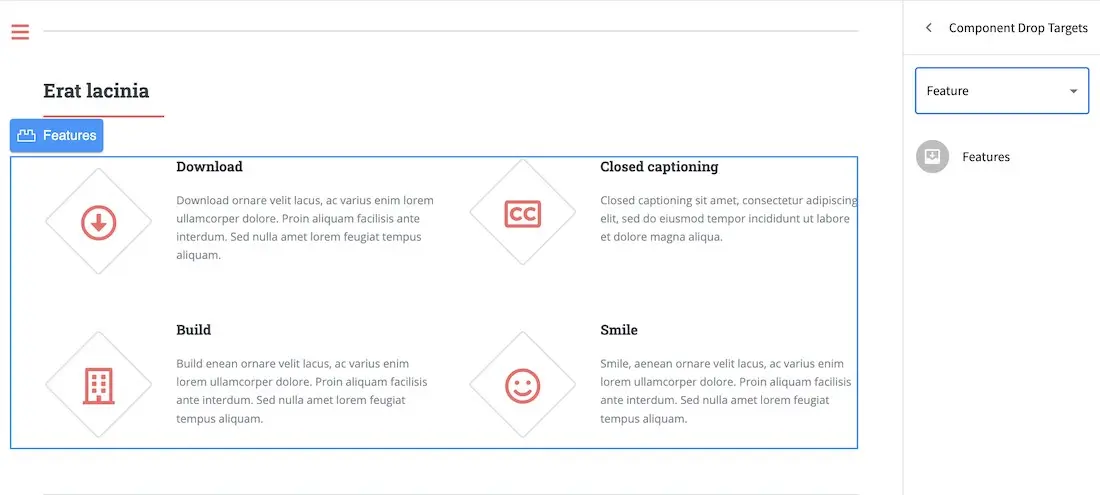 Erat lacinia
Features
Download
Download ornare velit lacus, ac varius enim lorem
ullamcorper dolore. Proin aliquam facilisis ante
interdum. Sed nulla amet lorem feugiat tempus
aliquam.
Closed captioning
Closed captioning sit amet, consectetur adipiscing
elit, sed do eiusmod tempor incididunt ut labore
et dolore magna aliqua.
CC
Build
Build enean ornare velit lacus, ac varius enim
lorem ullamcorper dolore. Proin aliquam facilisis
ante interdum. Sed nulla amet lorem feugiat
tempus aliquam.
Smile
Smile, aenean ornare velit lacus, ac varius enim
lorem ullamcorper dolore. Proin aliquam facilisis
ante interdum. Sed nulla amet lorem feugiat
tempus aliquam.
Component Drop Targets
Feature
Features